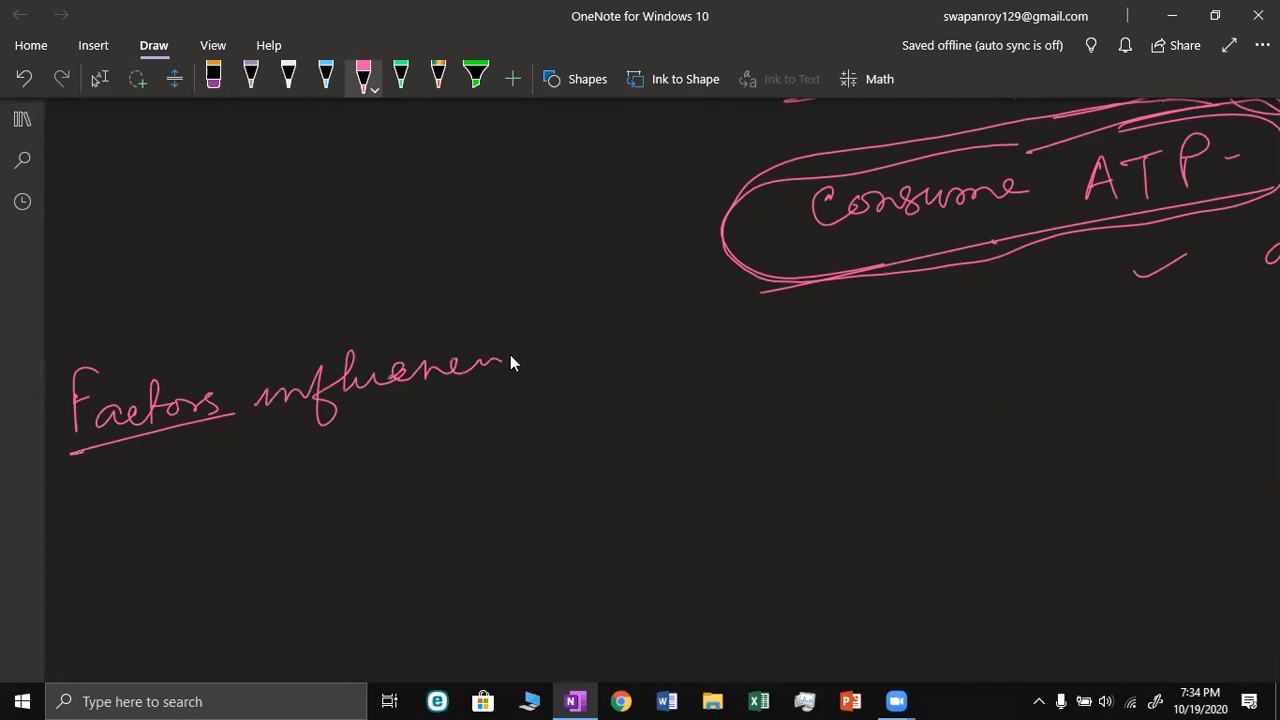 OneNote for Windows 10
swapanroy129@gmail.com
Home Insert Draw View Help
Saved offline (auto sync is off)
Share
Shapes Ink to Shape Ink to Text Math
Consume ATP-
Factors influenen
Type here to search
7:34 PM
10/19/2020